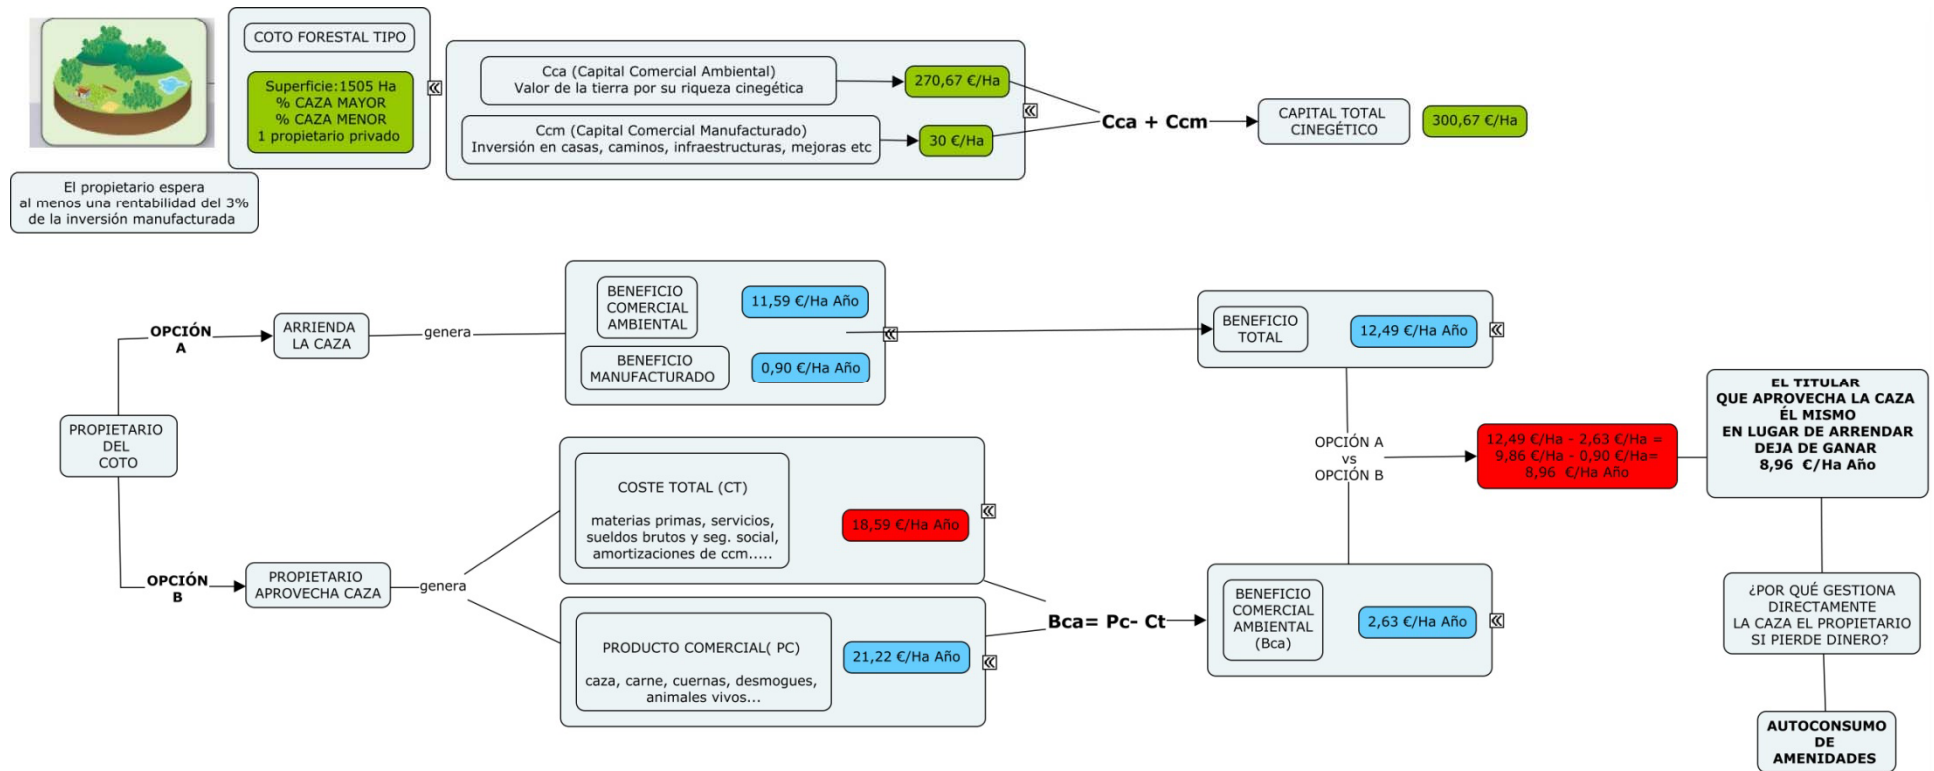 COTO FORESTAL TIPO
Superficie:1505 Ha
% CAZA MAYOR
% CAZA MENOR
1 propietario privado
Cca (Capital Comercial Ambiental)
Valor de la tierra por su riqueza cinegética
270,67 €/Ha
Ccm (Capital Comercial Manufacturado)
Inversión en casas, caminos, infraestructuras, mejoras etc
30 €/Ha
Cca + Ccm
CAPITAL TOTAL
CINEGÉTICO
300,67 €/Ha
El propietario espera
al menos una rentabilidad del 3%
de la inversión manufacturada
PROPIETARIO
DEL
COTO
OPCIÓN
A
ARRIENDA
LA CAZA
genera
BENEFICIO
COMERCIAL
AMBIENTAL
11,59 €/Ha Año
BENEFICIO
MANUFACTURADO
0,90 €/Ha Año
BENEFICIO
TOTAL
12,49 €/Ha Año
OPCIÓN
B
PROPIETARIO
APROVECHA CAZA
genera
COSTE TOTAL (CT)
materias primas, servicios,
sueldos brutos y seg. social,
amortizaciones de ccm.....
18,59 €/Ha Año
PRODUCTO COMERCIAL( PC)
caza, carne, cuernas, desmogues,
animales vivos...
21,22 €/Ha Año
Bca= Pc- Ct
BENEFICIO
COMERCIAL
AMBIENTAL
(Bca)
2,63 €/Ha Año
OPCIÓN A
vs
OPCIÓN B
12,49 €/Ha - 2,63 €/Ha =
9,86 €/Ha - 0,90 €/Ha=
8,96  €/Ha Año
EL TITULAR
QUE APROVECHA LA CAZA
ÉL MISMO
EN LUGAR DE ARRENDAR
DEJA DE GANAR
8,96  €/Ha Año
¿POR QUÉ GESTIONA
DIRECTAMENTE
LA CAZA EL PROPIETARIO
SI PIERDE DINERO?
AUTOCONSUMO
DE
AMENIDADES